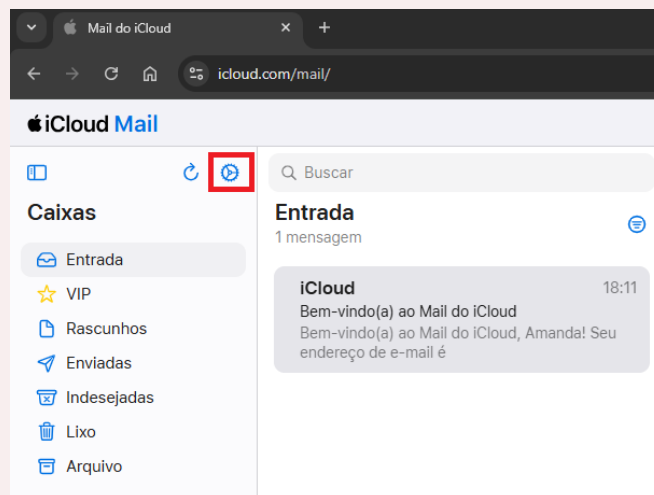 Mail do iCloud
icloud.com/mail/
iCloud Mail
Buscar
Caixas
Entrada
VIP
Rascunhos
Enviadas
Indesejadas
Lixo
Arquivo
Entrada
1 mensagem
iCloud 18:11
Bem-vindo(a) ao Mail do iCloud
Bem-vindo(a) ao Mail do iCloud, Amanda! Seu
endereço de e-mail é